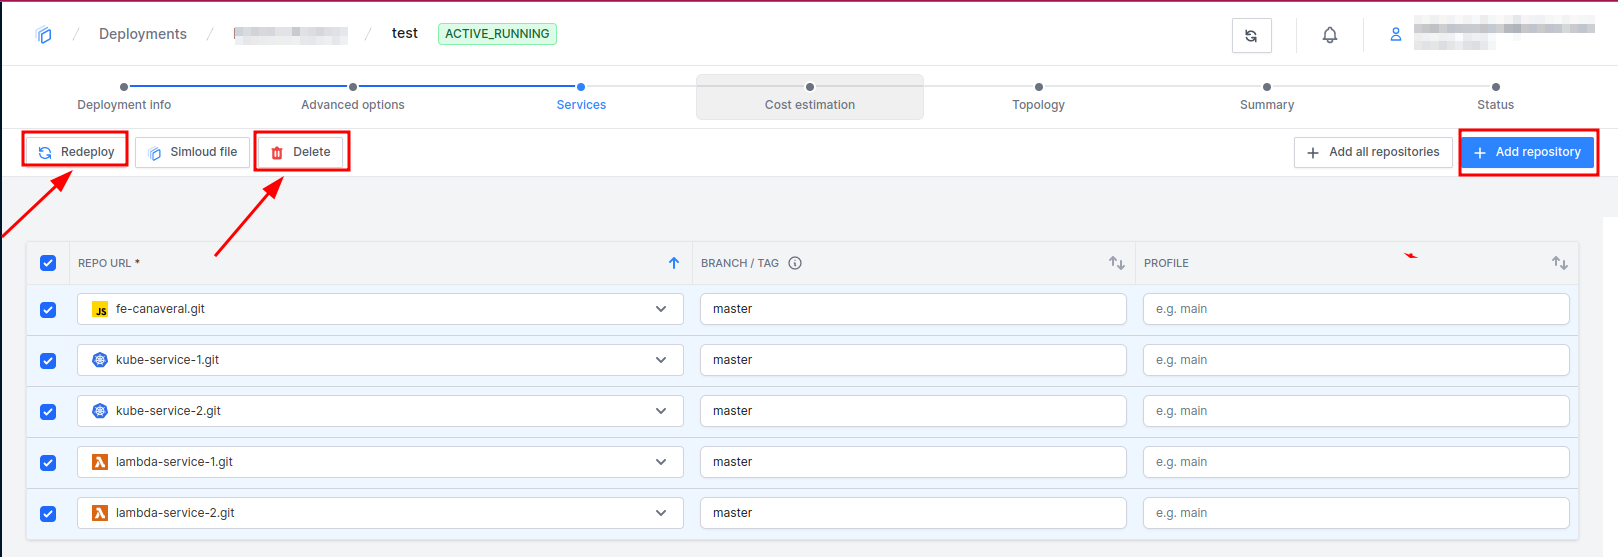 / Deployments / / test ACTIVE_RUNNING
Deployment info Advanced options Services Cost estimation Topology Summary Status
Redeploy Simloud file Delete + Add all repositories + Add repository
REPO URL * BRANCH / TAG PROFILE
JS fe-canaveral.git master e.g. main
kube-service-1.git master e.g. main
kube-service-2.git master e.g. main
lambda-service-1.git master e.g. main
lambda-service-2.git master e.g. main